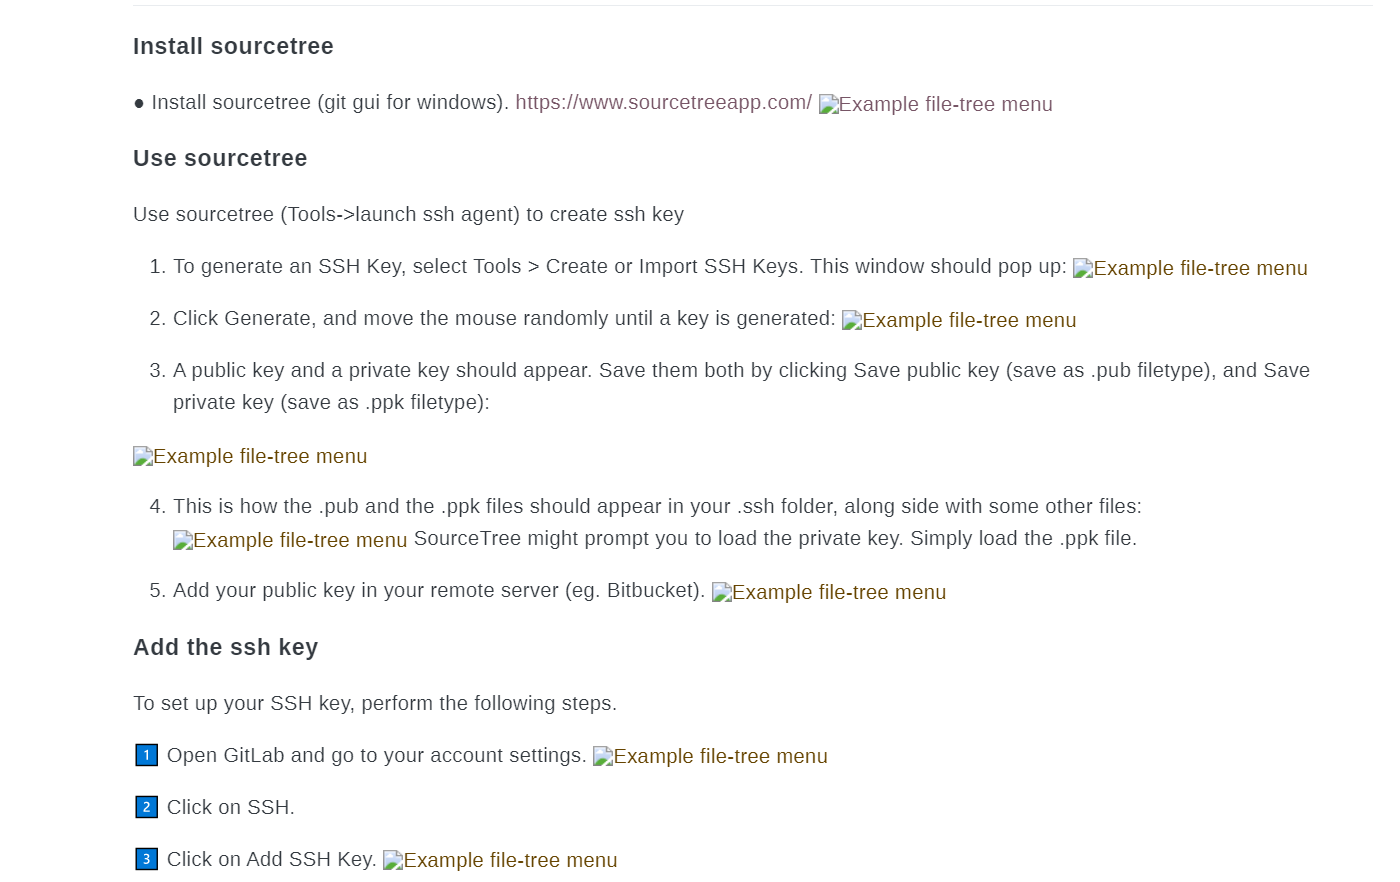 Install sourcetree
● Install sourcetree (git gui for windows). https://www.sourcetreeapp.com/ Example file-tree menu
Use sourcetree
Use sourcetree (Tools->launch ssh agent) to create ssh key
1. To generate an SSH Key, select Tools > Create or Import SSH Keys. This window should pop up: Example file-tree menu
2. Click Generate, and move the mouse randomly until a key is generated: Example file-tree menu
3. A public key and a private key should appear. Save them both by clicking Save public key (save as .pub filetype), and Save
private key (save as .ppk filetype):
Example file-tree menu
4. This is how the .pub and the .ppk files should appear in your .ssh folder, along side with some other files:
Example file-tree menu SourceTree might prompt you to load the private key. Simply load the .ppk file.
5. Add your public key in your remote server (eg. Bitbucket). Example file-tree menu
Add the ssh key
To set up your SSH key, perform the following steps.
1 Open GitLab and go to your account settings. Example file-tree menu
2 Click on SSH.
3 Click on Add SSH Key. Example file-tree menu